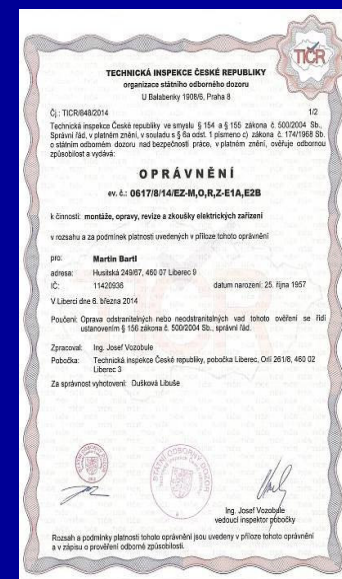 TIČR
TECHNICKÁ INSPEKCE ČESKÉ REPUBLIKY
organizace státního odborného dozoru
U Balabenky 1908/6, Praha 8
Čj.: TICR/848/2014 1/2
Technická inspekce České republiky ve smyslu § 154 a § 155 zákona č. 500/2004 Sb.,
Správní řád, v platném znění, v souladu s § 6a odst. 1 písmeno c) zákona č. 174/1968 Sb.
o státním odborném dozoru nad bezpečností práce, v platném znění, ověřuje odbornou
způsobilost a vydává:
OPRÁVNĚNÍ
ev. č.: 0617/8/14/EZ-M,O,R,Z-E1A,E2B
k činnosti: montáže, opravy, revize a zkoušky elektrických zařízení
v rozsahu a za podmínek platnosti uvedených v příloze tohoto oprávnění
pro: Martin Bartl
adresa: Husitská 249/67, 460 07 Liberec 9
IČ: 11420936 datum narození: 25. října 1957
V Liberci dne 6. března 2014
Poučení: Oprava odstranitelných nebo neodstranitelných vad tohoto ověření se řídí
ustanovením § 156 zákona č. 500/2004 Sb., správní řád.
Zpracoval: Ing. Josef Vozobule
Pobočka: Technická inspekce České republiky, pobočka Liberec, Orlí 261/8, 460 02
Liberec 3
Za správnost vyhotovení: Dušková Libuše
STÁTNÍ ODBORNÝ DOZOR
Ing. Josef Vozobule
vedoucí inspektor pobočky
Rozsah a podmínky platnosti tohoto oprávnění jsou uvedeny v příloze tohoto oprávnění
a v zápisu o prověření odborné způsobilosti.